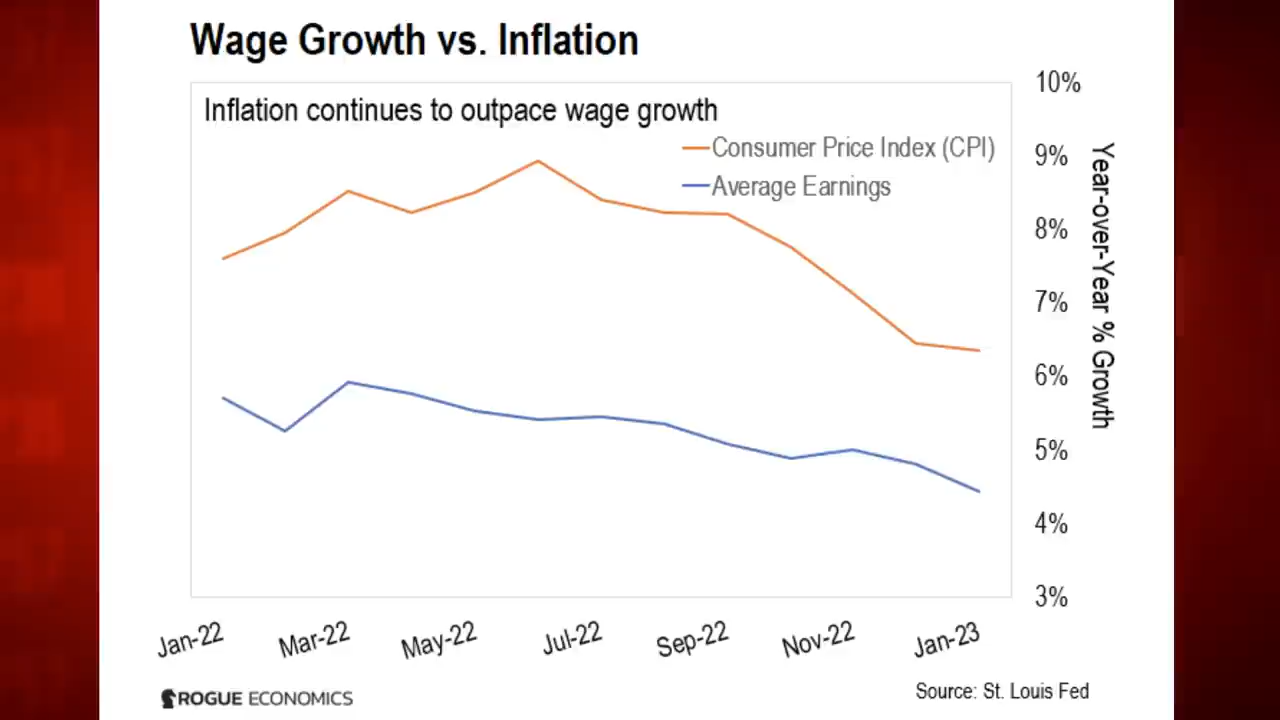 Wage Growth vs. Inflation
Inflation continues to outpace wage growth
Consumer Price Index (CPI)
Average Earnings
10%
9%
8%
7%
6%
5%
4%
3%
Year-over-Year % Growth
Jan-22
Mar-22
May-22
Jul-22
Sep-22
Nov-22
Jan-23
ROGUE ECONOMICS
Source: St. Louis Fed